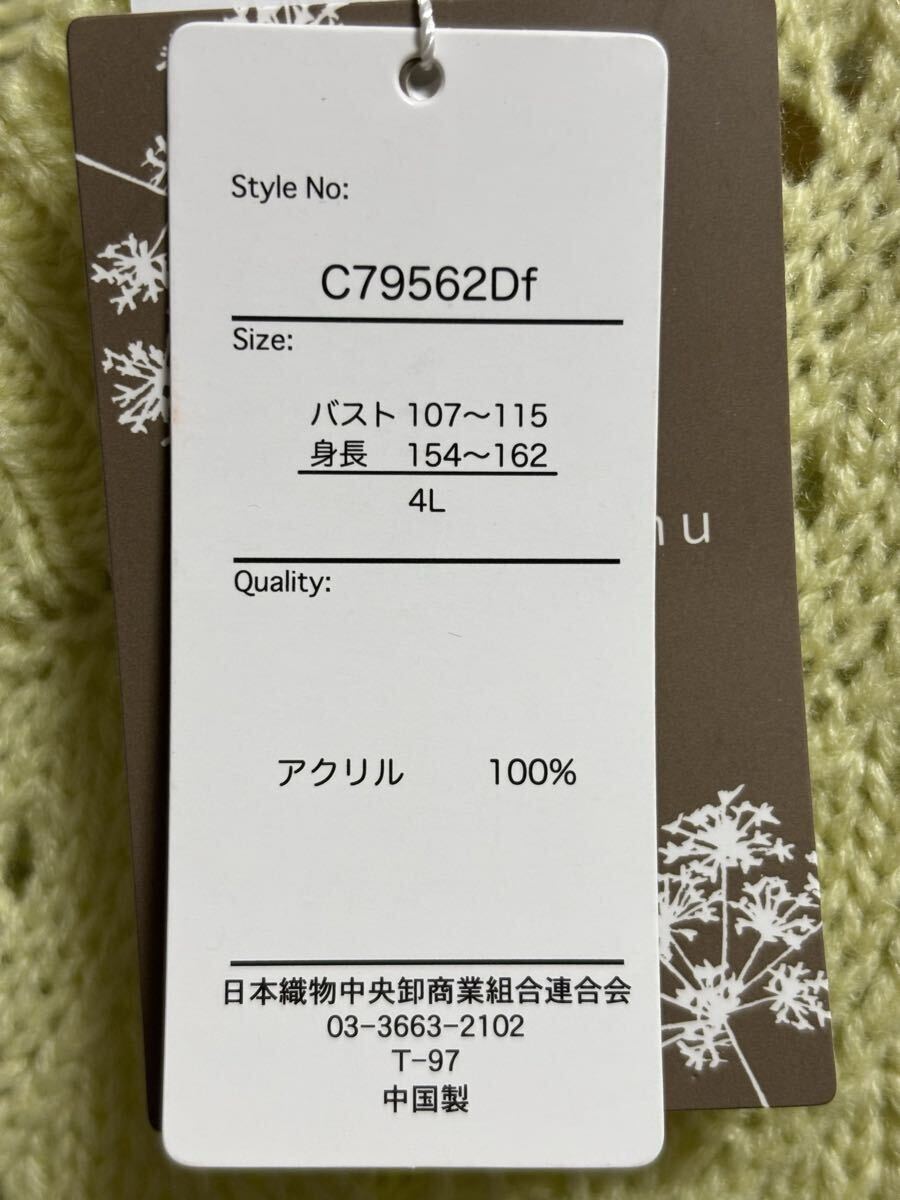 Style No:
C79562Df
Size:
バスト 107〜115
身長 154〜162
4L
Quality:
アクリル 100%
日本織物中央卸商業組合連合会
03-3663-2102
T-97
中国製